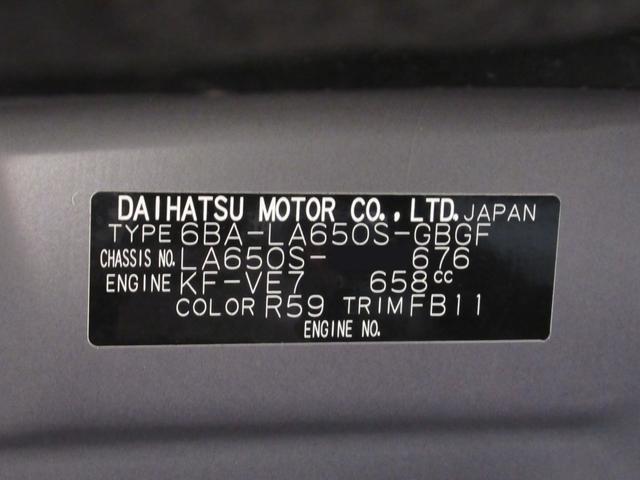 DAIHATSU MOTOR CO.,LTD. JAPAN
TYPE 6BA-LA650S-GBGF
CHASSIS NO. LA650S- 676
ENGINE KF-VE7 658cc
COLOR R59 TRIM FB11
ENGINE NO.